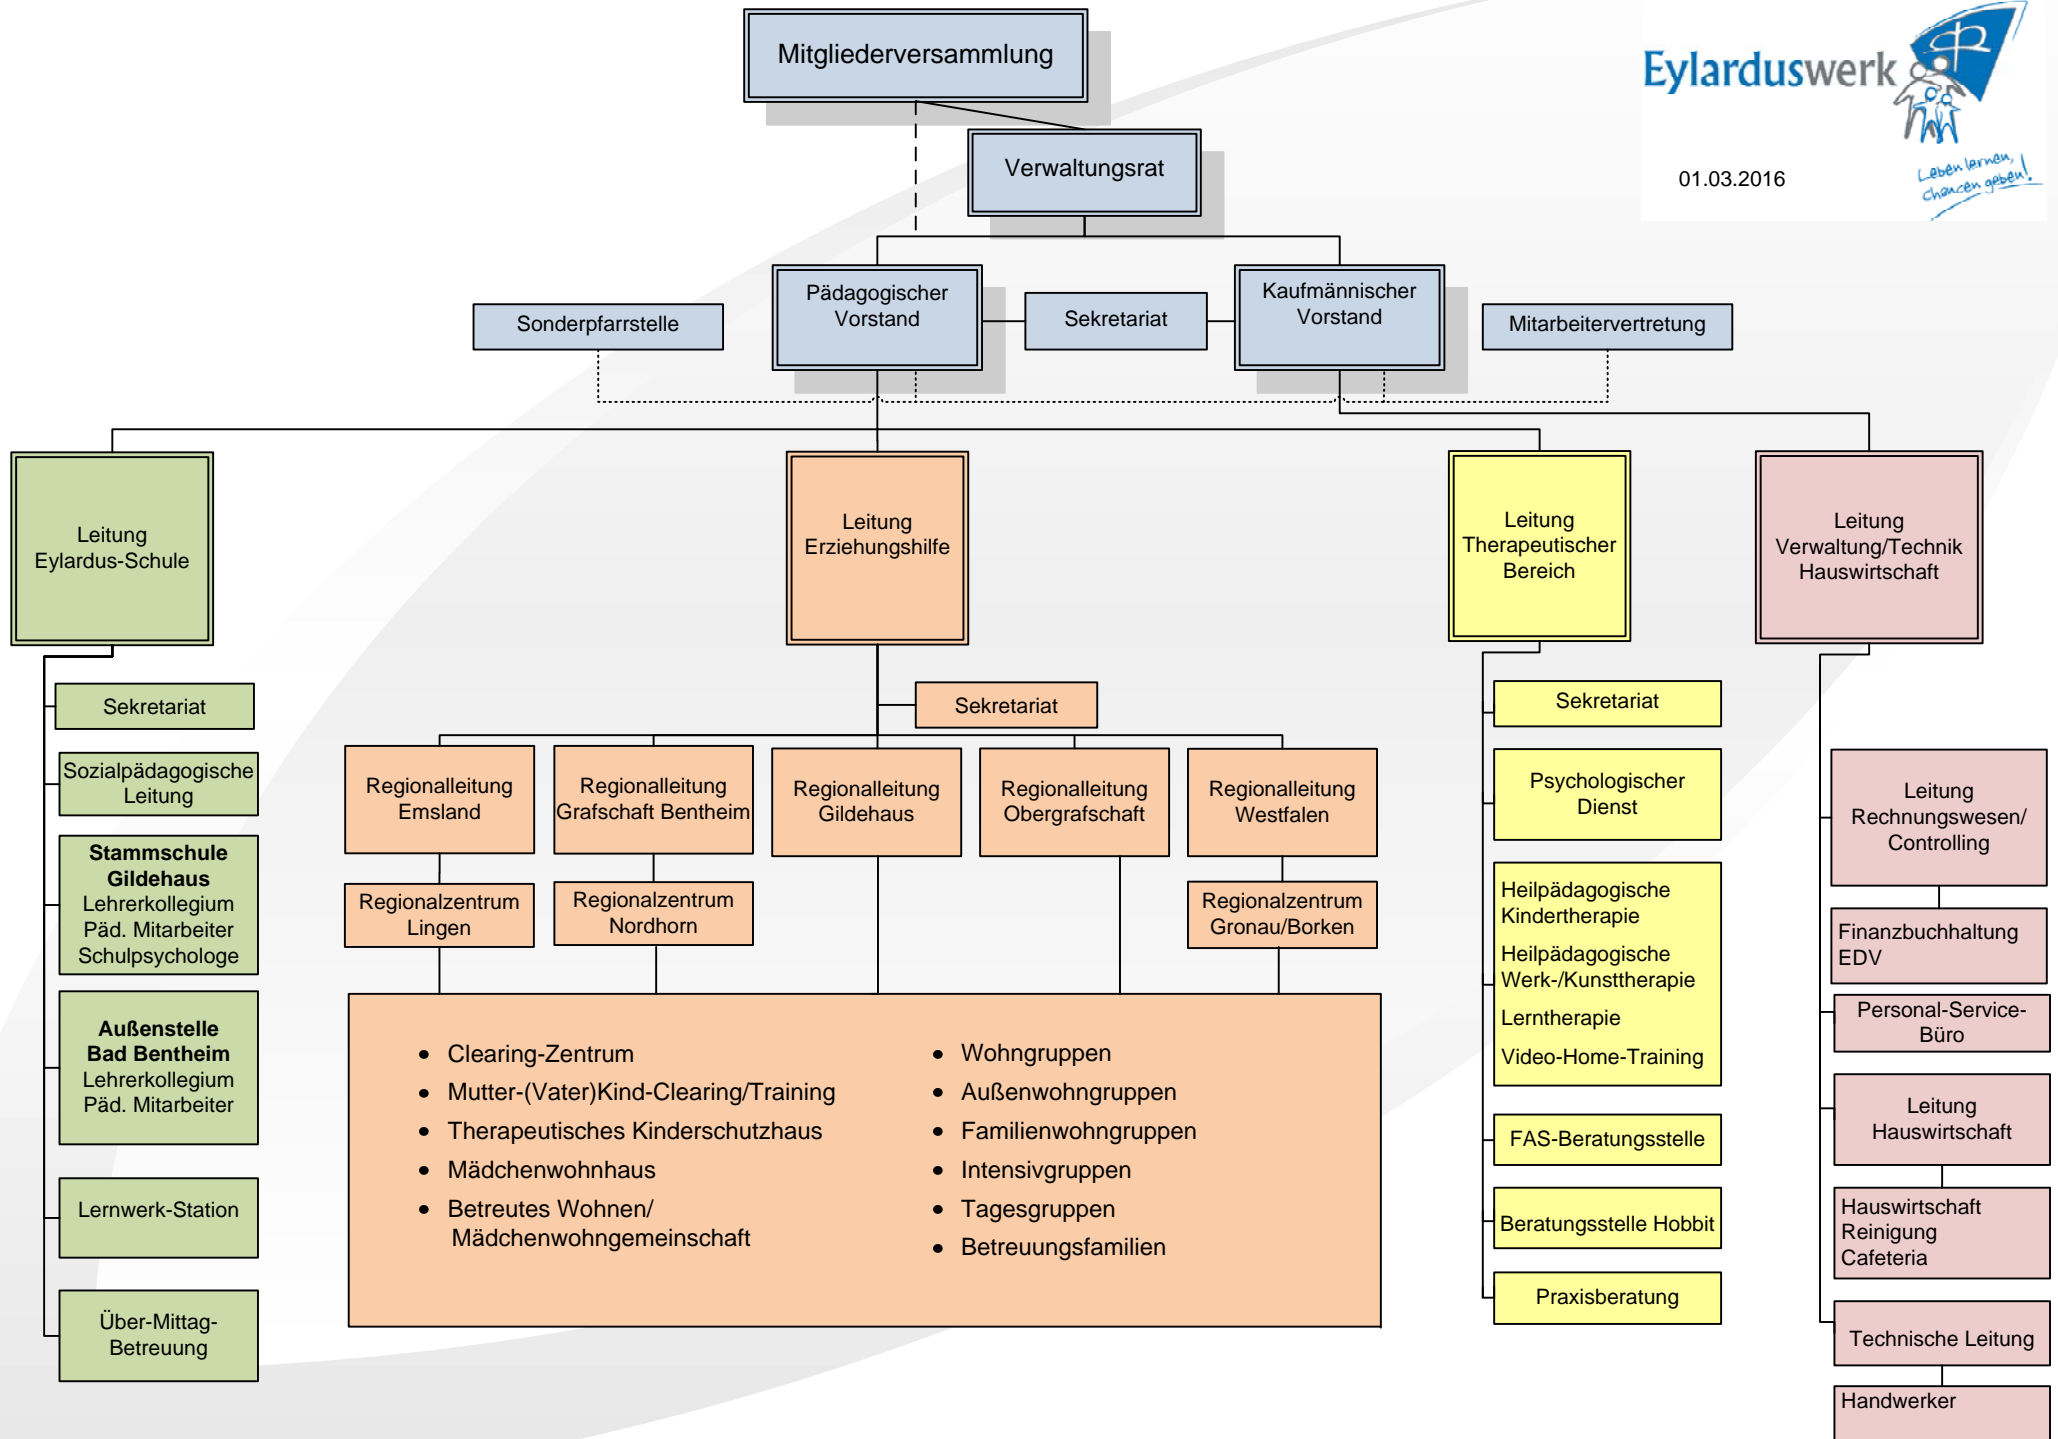 Mitgliederversammlung
Eylarduswerk
Leben lernen,
chancen geben!
01.03.2016
Verwaltungsrat
Pädagogischer
Vorstand
Sekretariat
Kaufmännischer
Vorstand
Sonderpfarrstelle
Mitarbeitervertretung
Leitung
Eylardus-Schule
Leitung
Erziehungshilfe
Leitung
Therapeutischer
Bereich
Leitung
Verwaltung/Technik
Hauswirtschaft
Sekretariat
Sozialpädagogische
Leitung
Stammschule
Gildehaus
Lehrerkollegium
Päd. Mitarbeiter
Schulpsychologe
Außenstelle
Bad Bentheim
Lehrerkollegium
Päd. Mitarbeiter
Lernwerk-Station
Über-Mittag-
Betreuung
Sekretariat
Regionalleitung
Emsland
Regionalleitung
Grafschaft Bentheim
Regionalleitung
Gildehaus
Regionalleitung
Obergrafschaft
Regionalleitung
Westfalen
Regionalzentrum
Lingen
Regionalzentrum
Nordhorn
Regionalzentrum
Gronau/Borken
• Clearing-Zentrum
• Mutter-(Vater)Kind-Clearing/Training
• Therapeutisches Kinderschutzhaus
• Mädchenwohnhaus
• Betreutes Wohnen/
Mädchenwohngemeinschaft
• Wohngruppen
• Außenwohngruppen
• Familienwohngruppen
• Intensivgruppen
• Tagesgruppen
• Betreuungsfamilien
Sekretariat
Psychologischer
Dienst
Heilpädagogische
Kindertherapie
Heilpädagogische
Werk-/Kunsttherapie
Lerntherapie
Video-Home-Training
FAS-Beratungsstelle
Beratungsstelle Hobbit
Praxisberatung
Leitung
Rechnungswesen/
Controlling
Finanzbuchhaltung
EDV
Personal-Service-
Büro
Leitung
Hauswirtschaft
Hauswirtschaft
Reinigung
Cafeteria
Technische Leitung
Handwerker